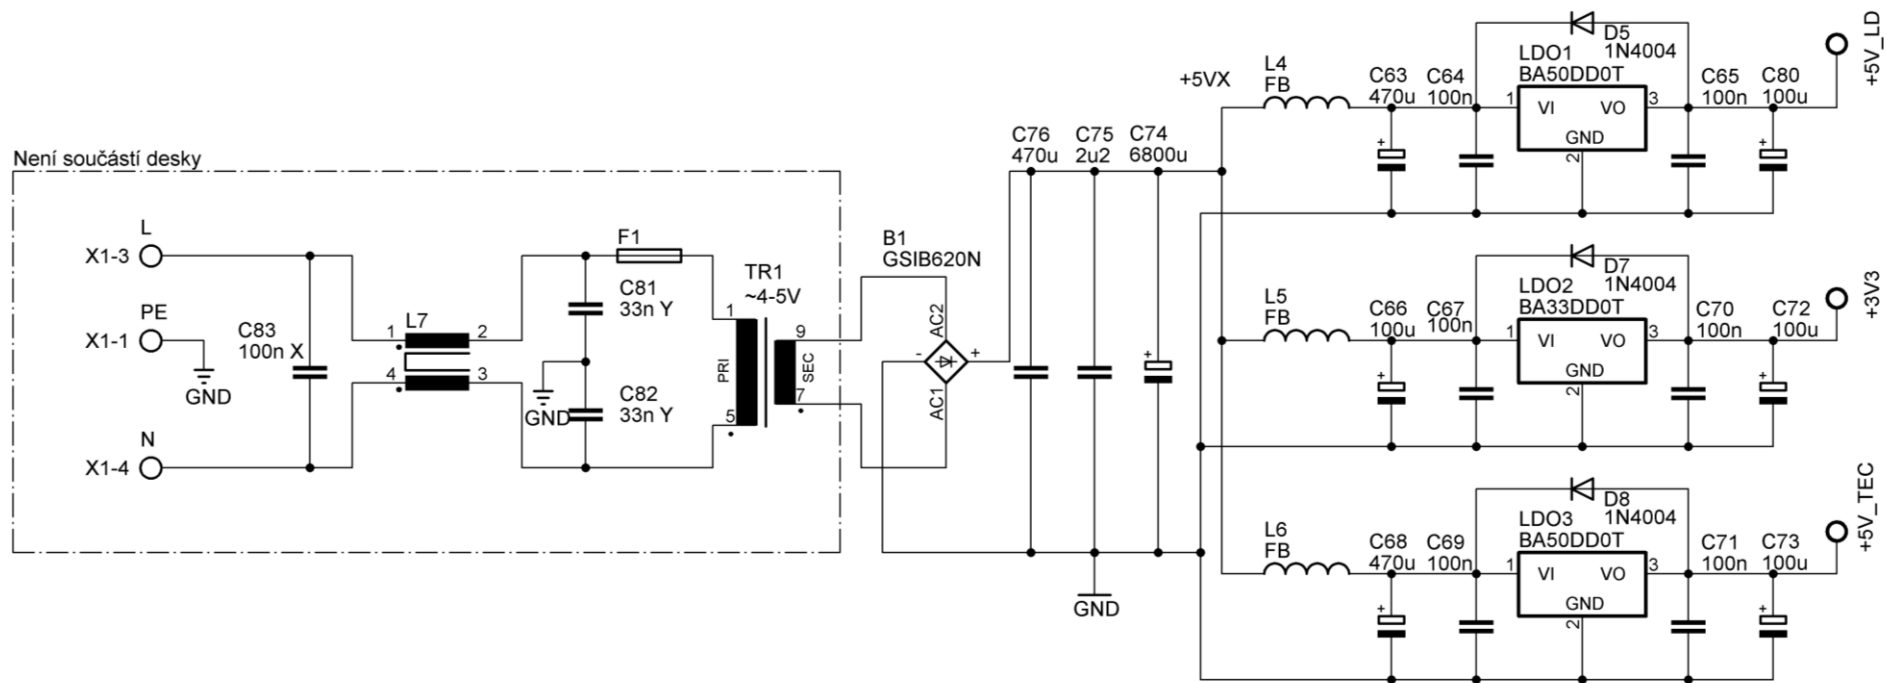 Není součástí desky
L
X1-3
PE
X1-1
GND
N
X1-4
C83
100n X
L7
1
2
4
3
C81
33n Y
GND
C82
33n Y
F1
TR1
~4-5V
1
5
PRI
SEC
9
7
B1
GSIB620N
AC2
AC1
-
+
C76
470u
C75
2u2
C74
6800u
+
GND
+5VX
L4
FB
C63
470u
+
C64
100n
D5
1N4004
LDO1
BA50DD0T
1
VI
VO
3
GND
2
C65
100n
C80
100u
+
+5V_LD
L5
FB
C66
100u
+
C67
100n
D7
1N4004
LDO2
BA33DD0T
1
VI
VO
3
GND
2
C70
100n
C72
100u
+
+3V3
L6
FB
C68
470u
+
C69
100n
D8
1N4004
LDO3
BA50DD0T
1
VI
VO
3
GND
2
C71
100n
C73
100u
+
+5V_TEC